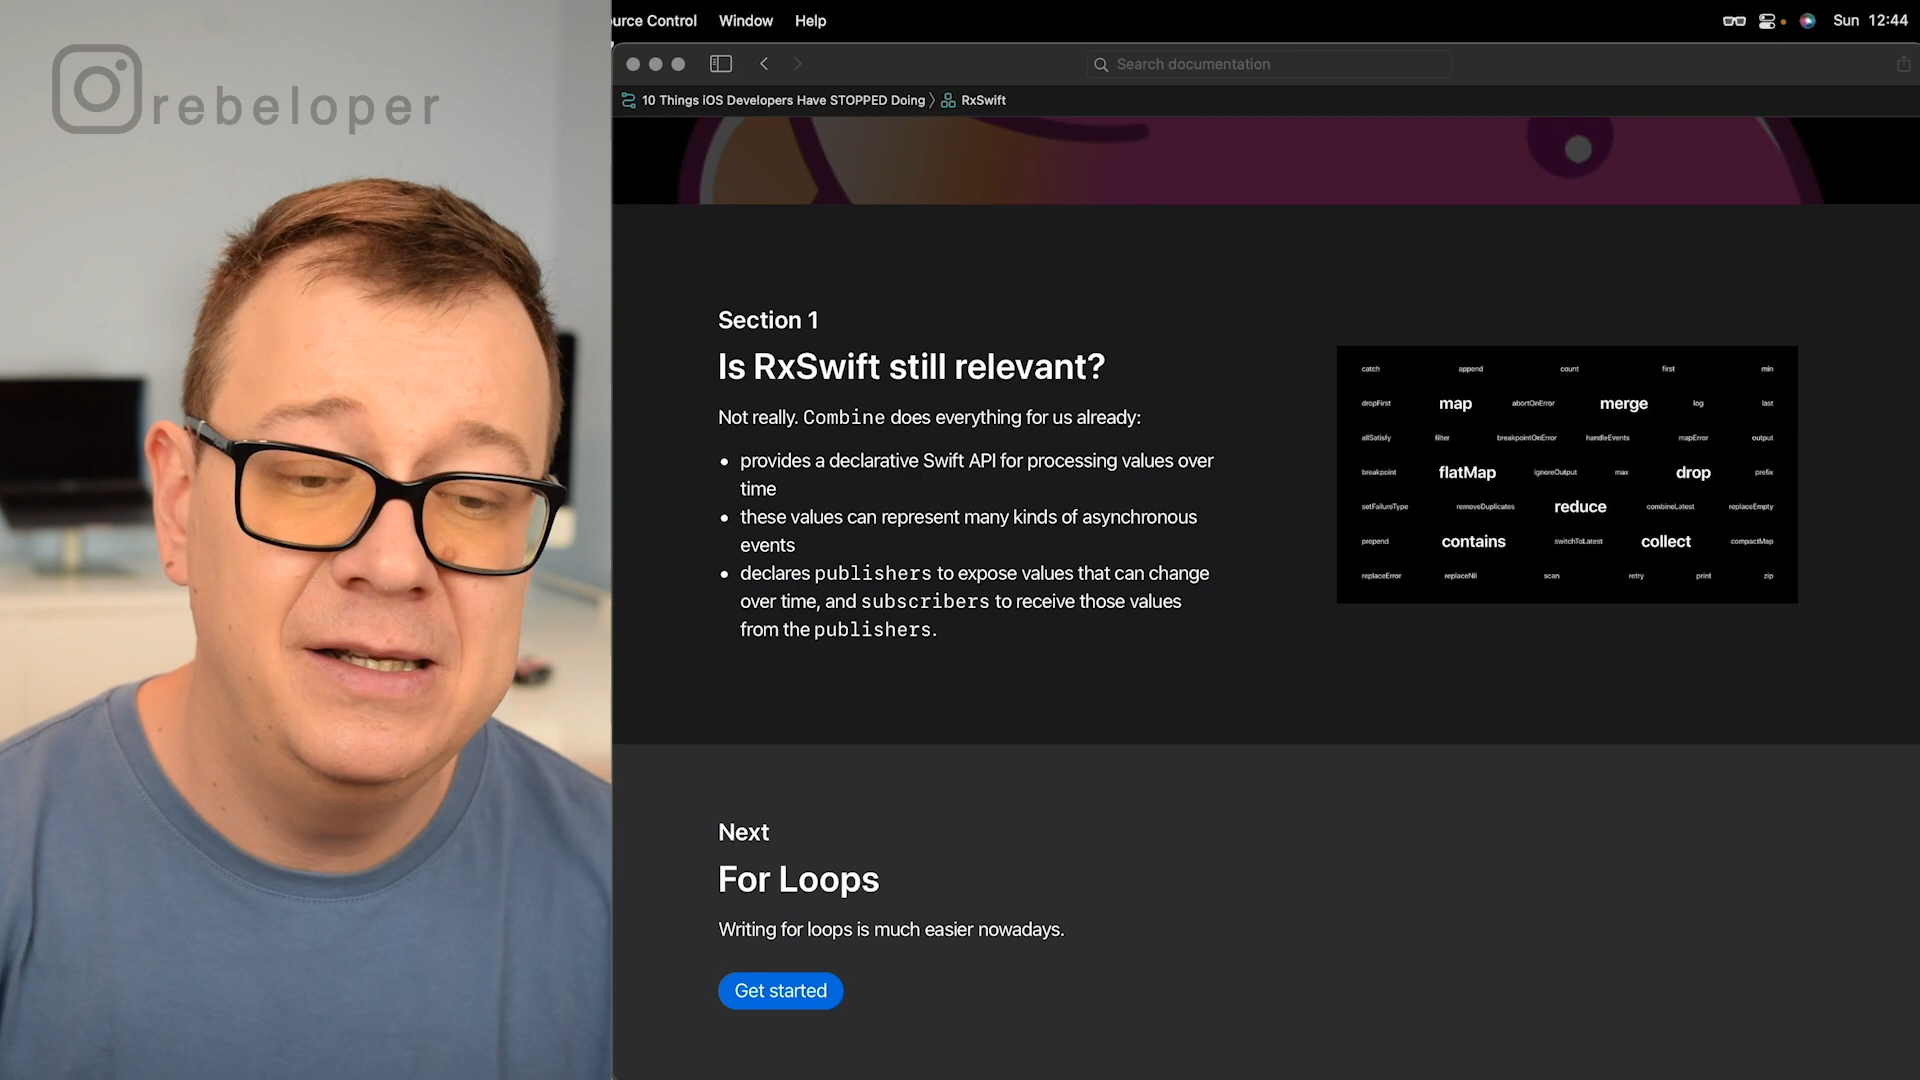 urce Control Window Help
Sun 12:44
rebeloper
Search documentation
10 Things iOS Developers Have STOPPED Doing 〉 RxSwift
Section 1
Is RxSwift still relevant?
Not really. Combine does everything for us already:
• provides a declarative Swift API for processing values over
time
• these values can represent many kinds of asynchronous
events
• declares publishers to expose values that can change
over time, and subscribers to receive those values
from the publishers.
catch append count first min
dropFirst map abortOnError merge log last
allSatisfy filter breakpointOnError handleEvents mapError output
breakpoint flatMap ignoreOutput max drop prefix
setFailureType removeDuplicates reduce combineLatest replaceEmpty
prepend contains switchToLatest collect compactMap
replaceError replaceNil scan retry print zip
Next
For Loops
Writing for loops is much easier nowadays.
Get started